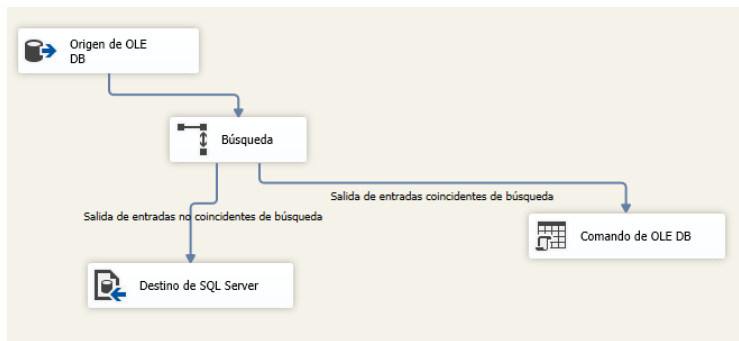 Origen de OLE
DB
Búsqueda
Salida de entradas coincidentes de búsqueda
Salida de entradas no coincidentes de búsqueda
Comando de OLE DB
Destino de SQL Server